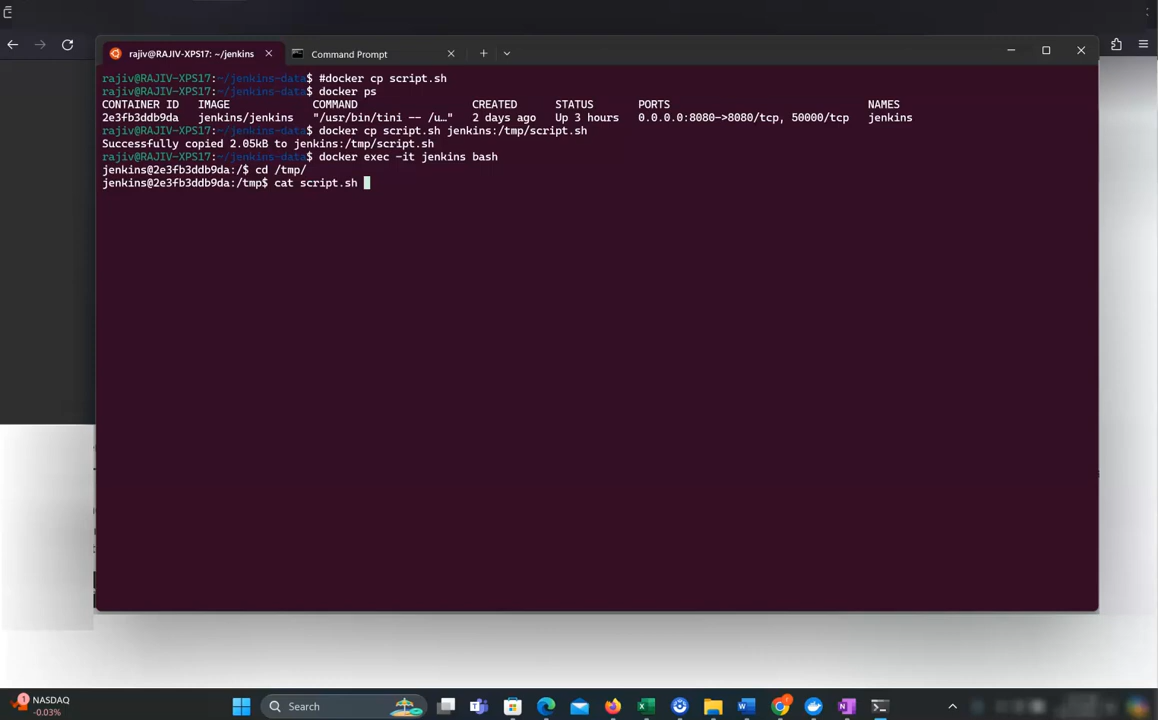 rajiv@RAJIV-XPS17: ~/jenkins
Command Prompt
rajiv@RAJIV-XPS17:~/jenkins-data$ #docker cp script.sh
rajiv@RAJIV-XPS17:~/jenkins-data$ docker ps
CONTAINER ID IMAGE COMMAND CREATED STATUS PORTS NAMES
2e3fb3ddb9da jenkins/jenkins "/usr/bin/tini -- /u…" 2 days ago Up 3 hours 0.0.0.0:8080->8080/tcp, 50000/tcp jenkins
rajiv@RAJIV-XPS17:~/jenkins-data$ docker cp script.sh jenkins:/tmp/script.sh
Successfully copied 2.05kB to jenkins:/tmp/script.sh
rajiv@RAJIV-XPS17:~/jenkins-data$ docker exec -it jenkins bash
jenkins@2e3fb3ddb9da:/$ cd /tmp/
jenkins@2e3fb3ddb9da:/tmp$ cat script.sh
1
NASDAQ
-0.03%
Search